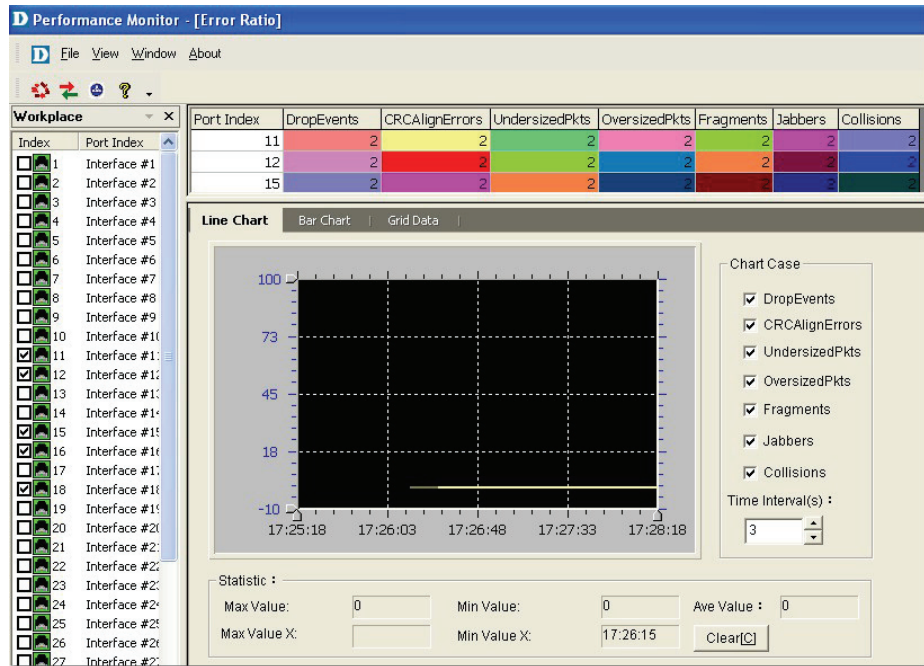 D Performance Monitor - [Error Ratio]
D File View Window About
Workplace
Index Port Index
1 Interface #1
2 Interface #2
3 Interface #3
4 Interface #4
5 Interface #5
6 Interface #6
7 Interface #7
8 Interface #8
9 Interface #9
10 Interface #10
11 Interface #11
12 Interface #12
13 Interface #13
14 Interface #14
15 Interface #15
16 Interface #16
17 Interface #17
18 Interface #18
19 Interface #19
20 Interface #20
21 Interface #21
22 Interface #22
23 Interface #23
24 Interface #24
25 Interface #25
26 Interface #26
27 Interface #27
Port Index DropEvents CRCAlignErrors UndersizedPkts OversizedPkts Fragments Jabbers Collisions
11 2 2 2 2 2 2 2
12 2 2 2 2 2 2 2
15 2 2 2 2 2 2 2
Line Chart Bar Chart Grid Data
100
73
45
18
-10
17:25:18 17:26:03 17:26:48 17:27:33 17:28:18
Chart Case
DropEvents
CRCAlignErrors
UndersizedPkts
OversizedPkts
Fragments
Jabbers
Collisions
Time Interval(s) :
3
Statistic :
Max Value: 0 Min Value: 0 Ave Value : 0
Max Value X: Min Value X: 17:26:15 Clear[C]